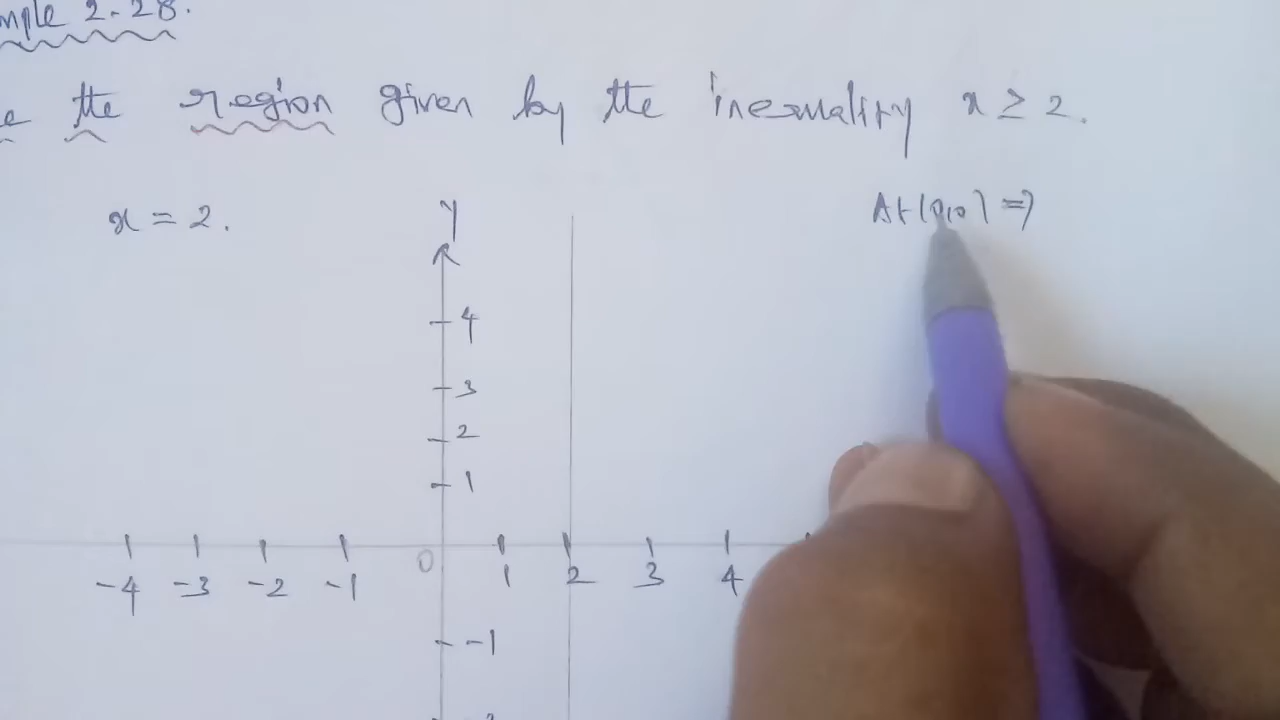 mple 2.28.
e the region given by the inequality x ≥ 2.
x = 2.
At (0,0) ⇒
Y
4
3
2
1
-4 -3 -2 -1 0 1 2 3 4
-1